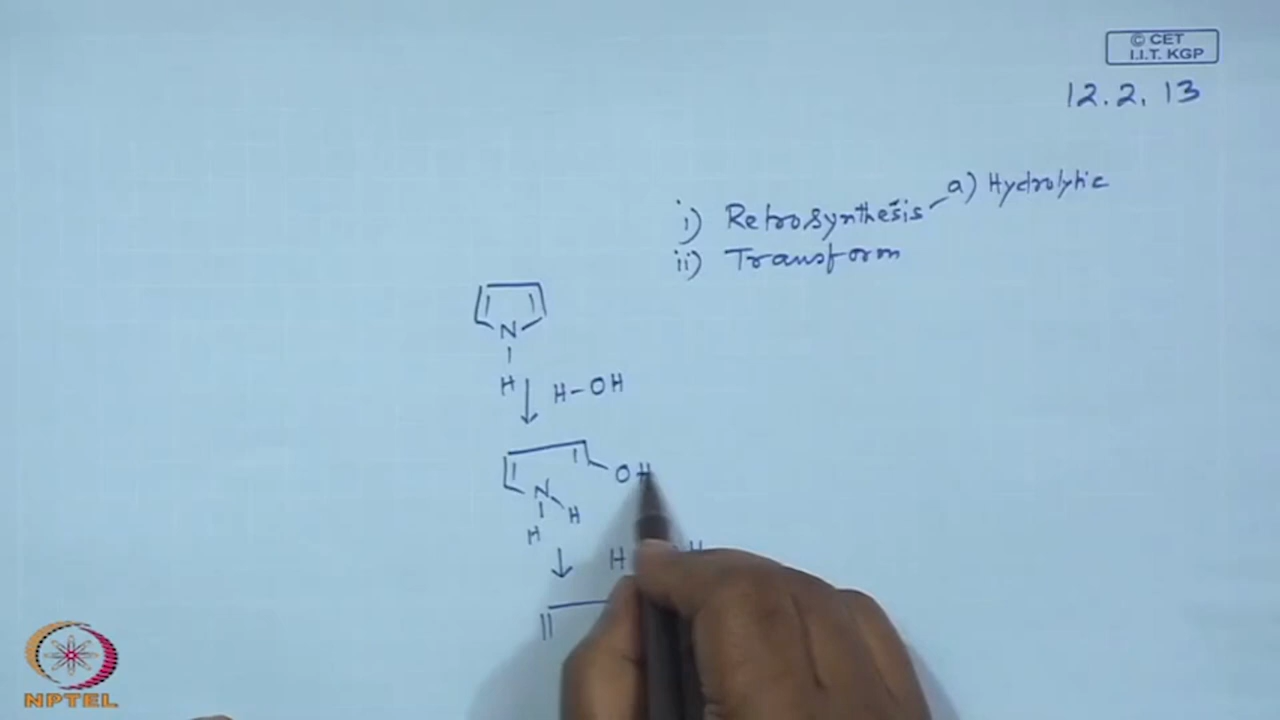 © CET
I.I.T. KGP
12.2.13
a) Hydrolytic
i) Retrosynthesis
ii) Transform
N
H
H-OH
OH
N
H
H
H
H
NPTEL